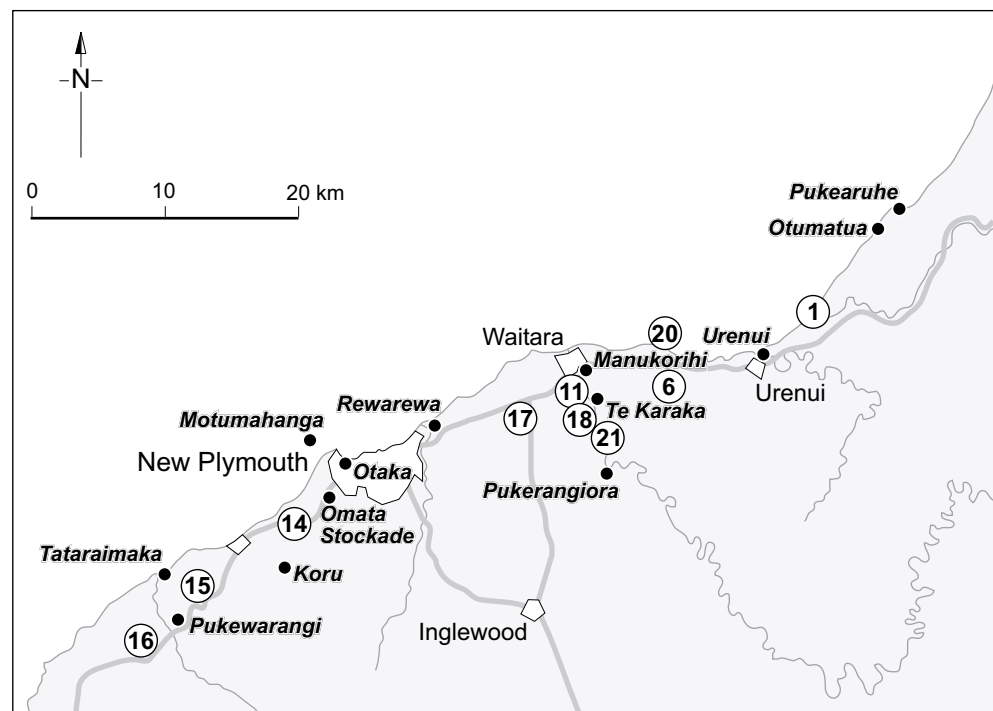 N
0
10
20 km
Pukearuhe
Otumatua
1
Waitara
20
Urenui
Manukorihi
6
Urenui
11
Te Karaka
Rewarewa
17
18
21
Motumahanga
New Plymouth
Otaka
Pukerangiora
Omata
Stockade
14
Tataraimaka
Koru
15
Pukewarangi
Inglewood
16